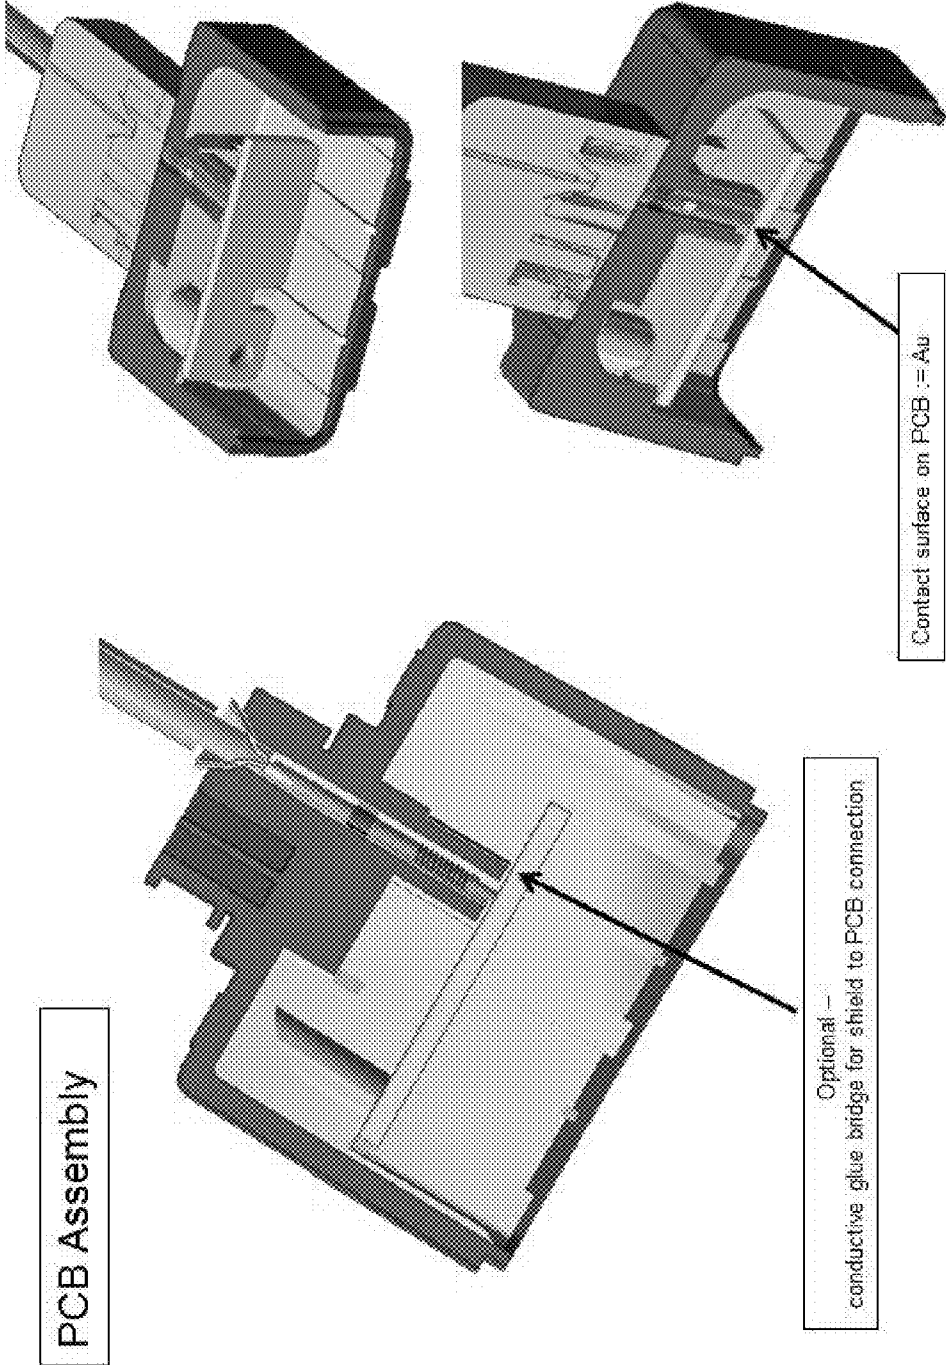 PCB Assembly
Optional –
conductive glue bridge for shield to PCB connection
Contact surface on PCB := Au